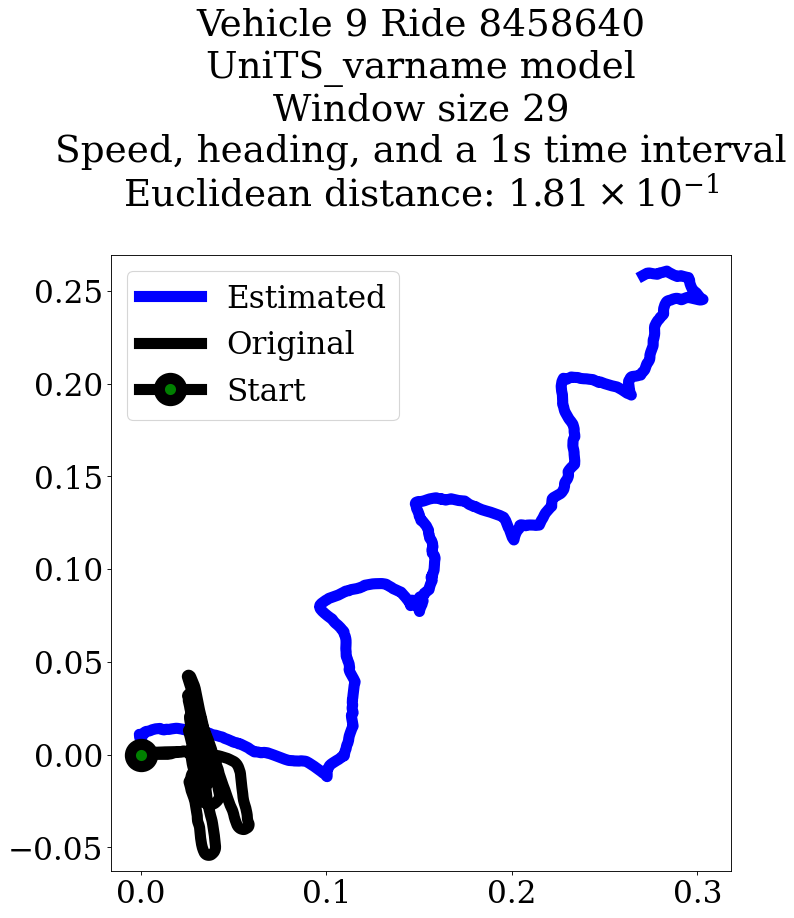 Vehicle 9 Ride 8458640
UniTS_varname model
Window size 29
Speed, heading, and a 1s time interval
Euclidean distance: 1.81 × 10⁻¹
Estimated
Original
Start
0.25
0.20
0.15
0.10
0.05
0.00
−0.05
0.0 0.1 0.2 0.3